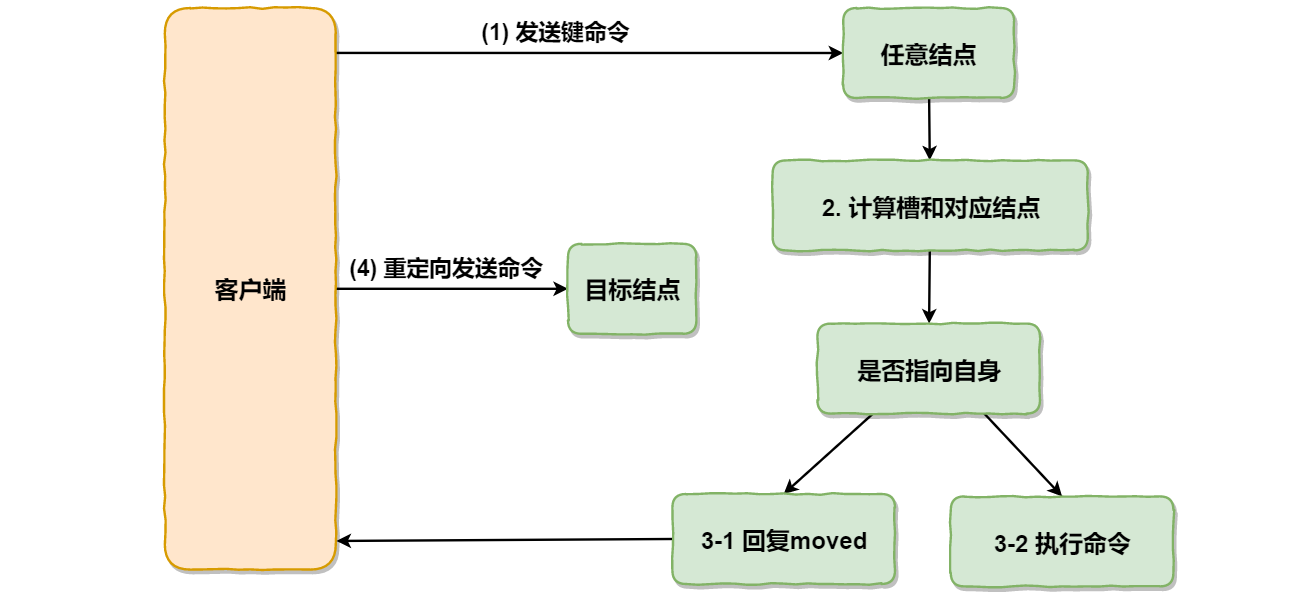 (1) 发送键命令
任意结点
2. 计算槽和对应结点
客户端
(4) 重定向发送命令
目标结点
是否指向自身
3-1 回复moved
3-2 执行命令